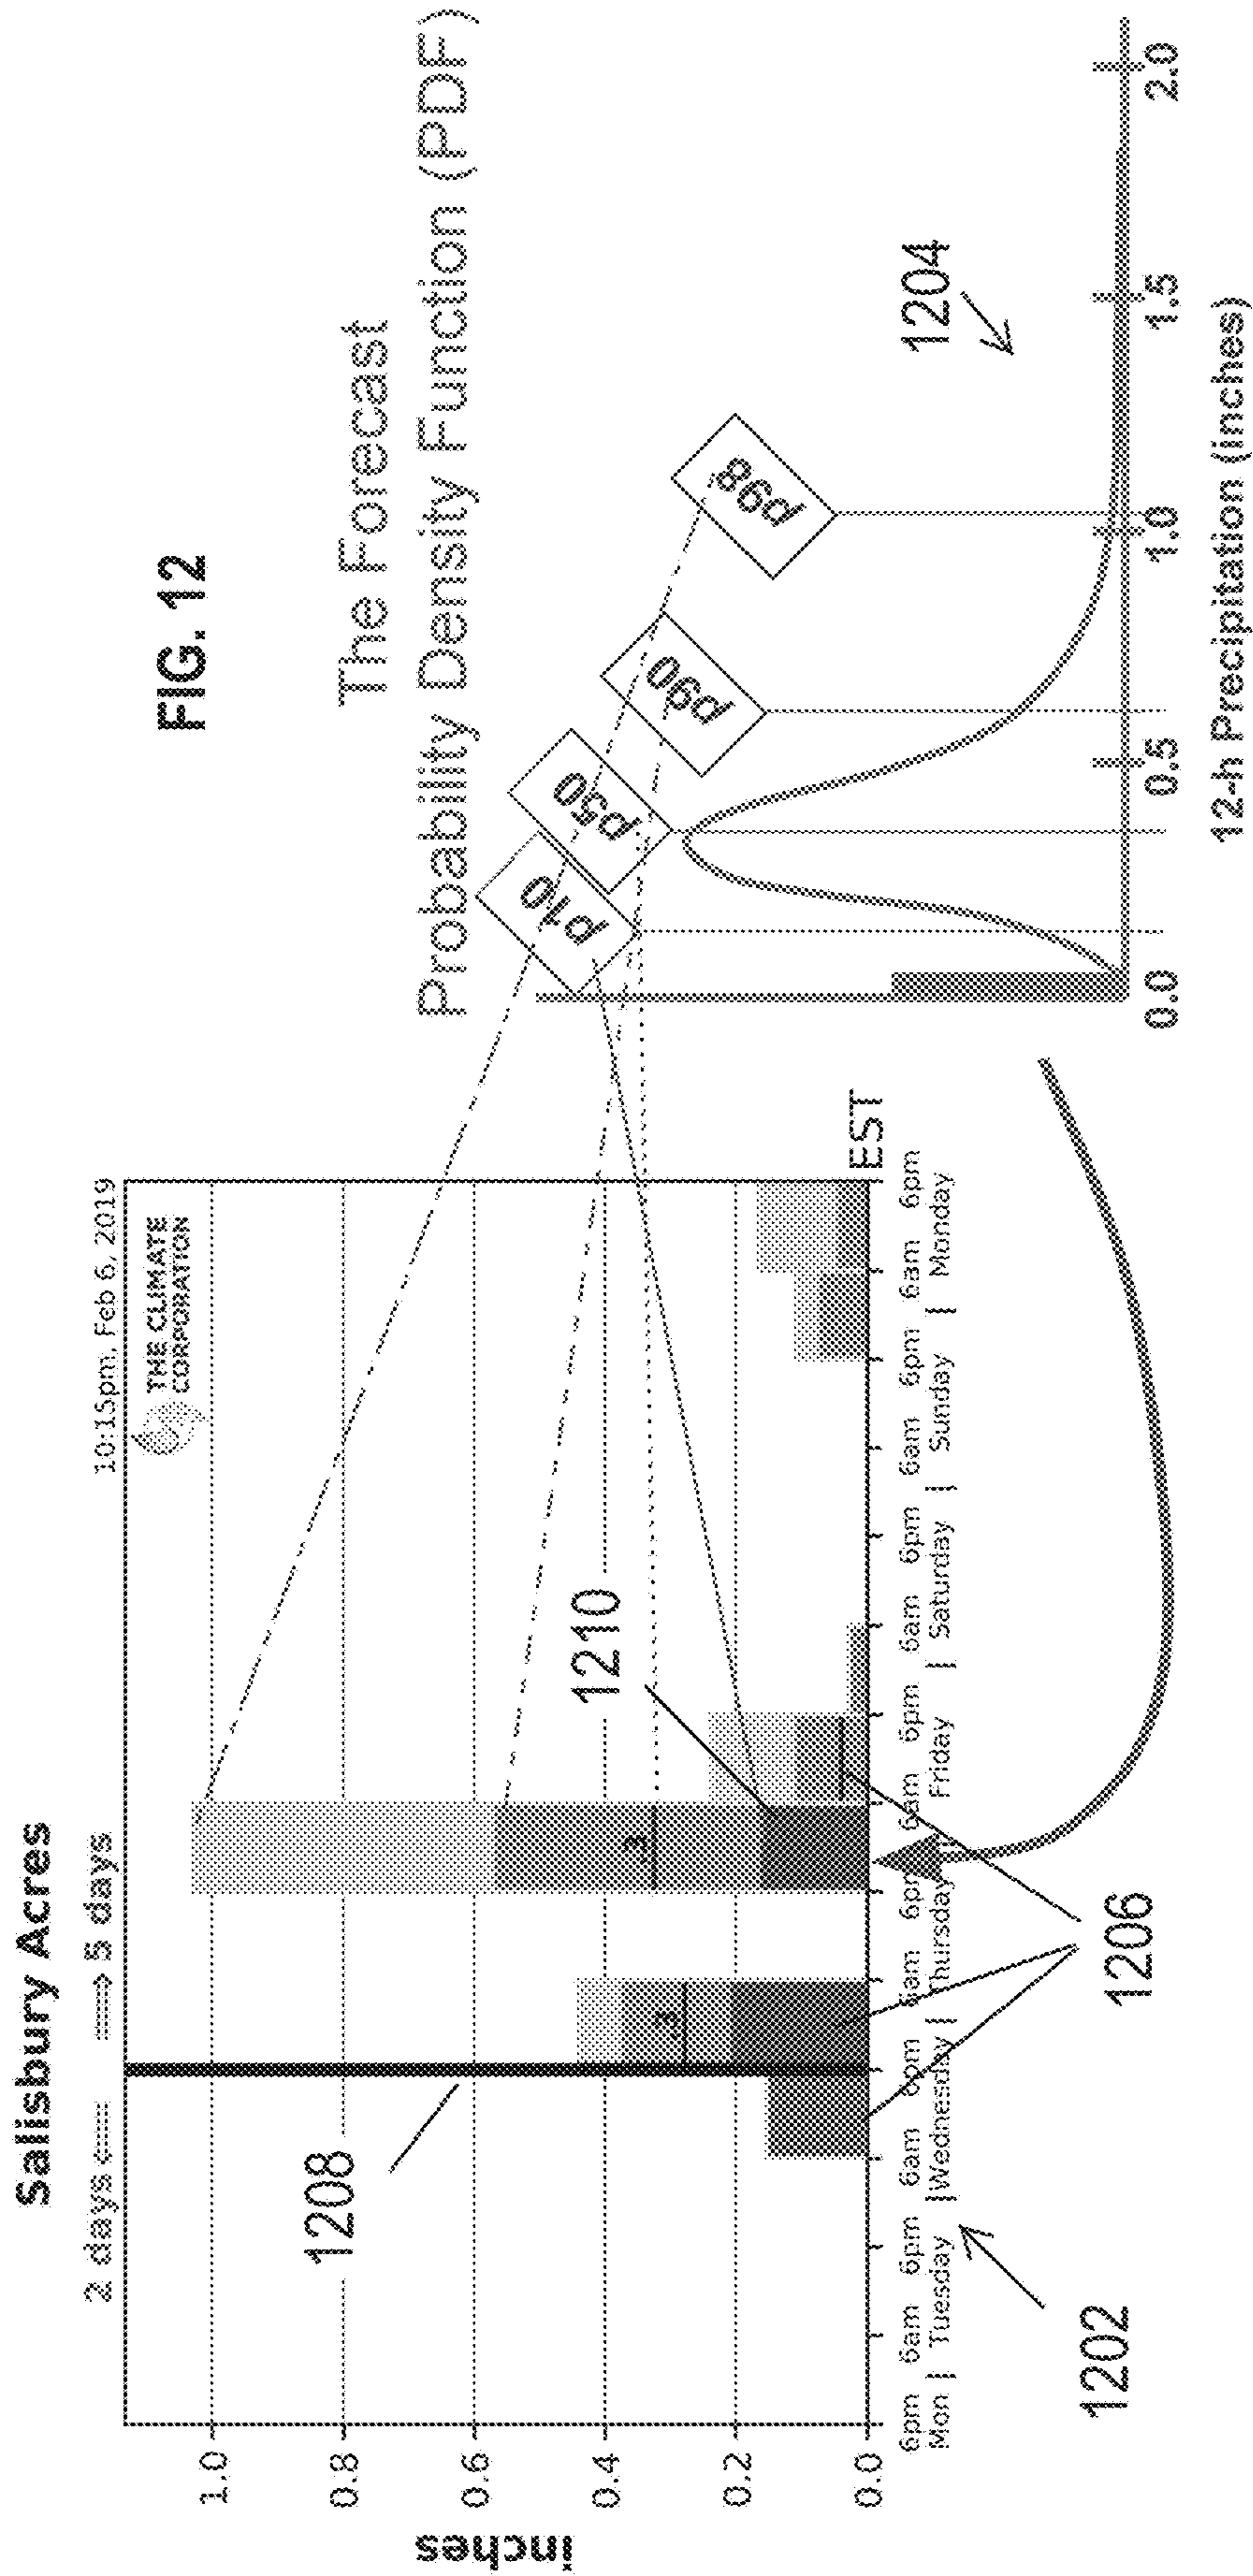 FIG. 12
Salisbury Acres
2 days <== ==> 5 days
10:15pm, Feb 6, 2019
THE CLIMATE
CORPORATION
inches
1.0
0.8
0.6
0.4
0.2
0.0
.3
.3
6pm 6am 6pm 6am 6pm 6am 6pm 6am 6pm 6am 6pm 6am 6pm 6am 6pm
EST
Mon | Tuesday | Wednesday | Thursday | Friday | Saturday | Sunday | Monday
1208
1210
1206
1202
The Forecast
Probability Density Function (PDF)
p10
p50
p90
p98
1204
0.0 0.5 1.0 1.5 2.0
12-h Precipitation (inches)